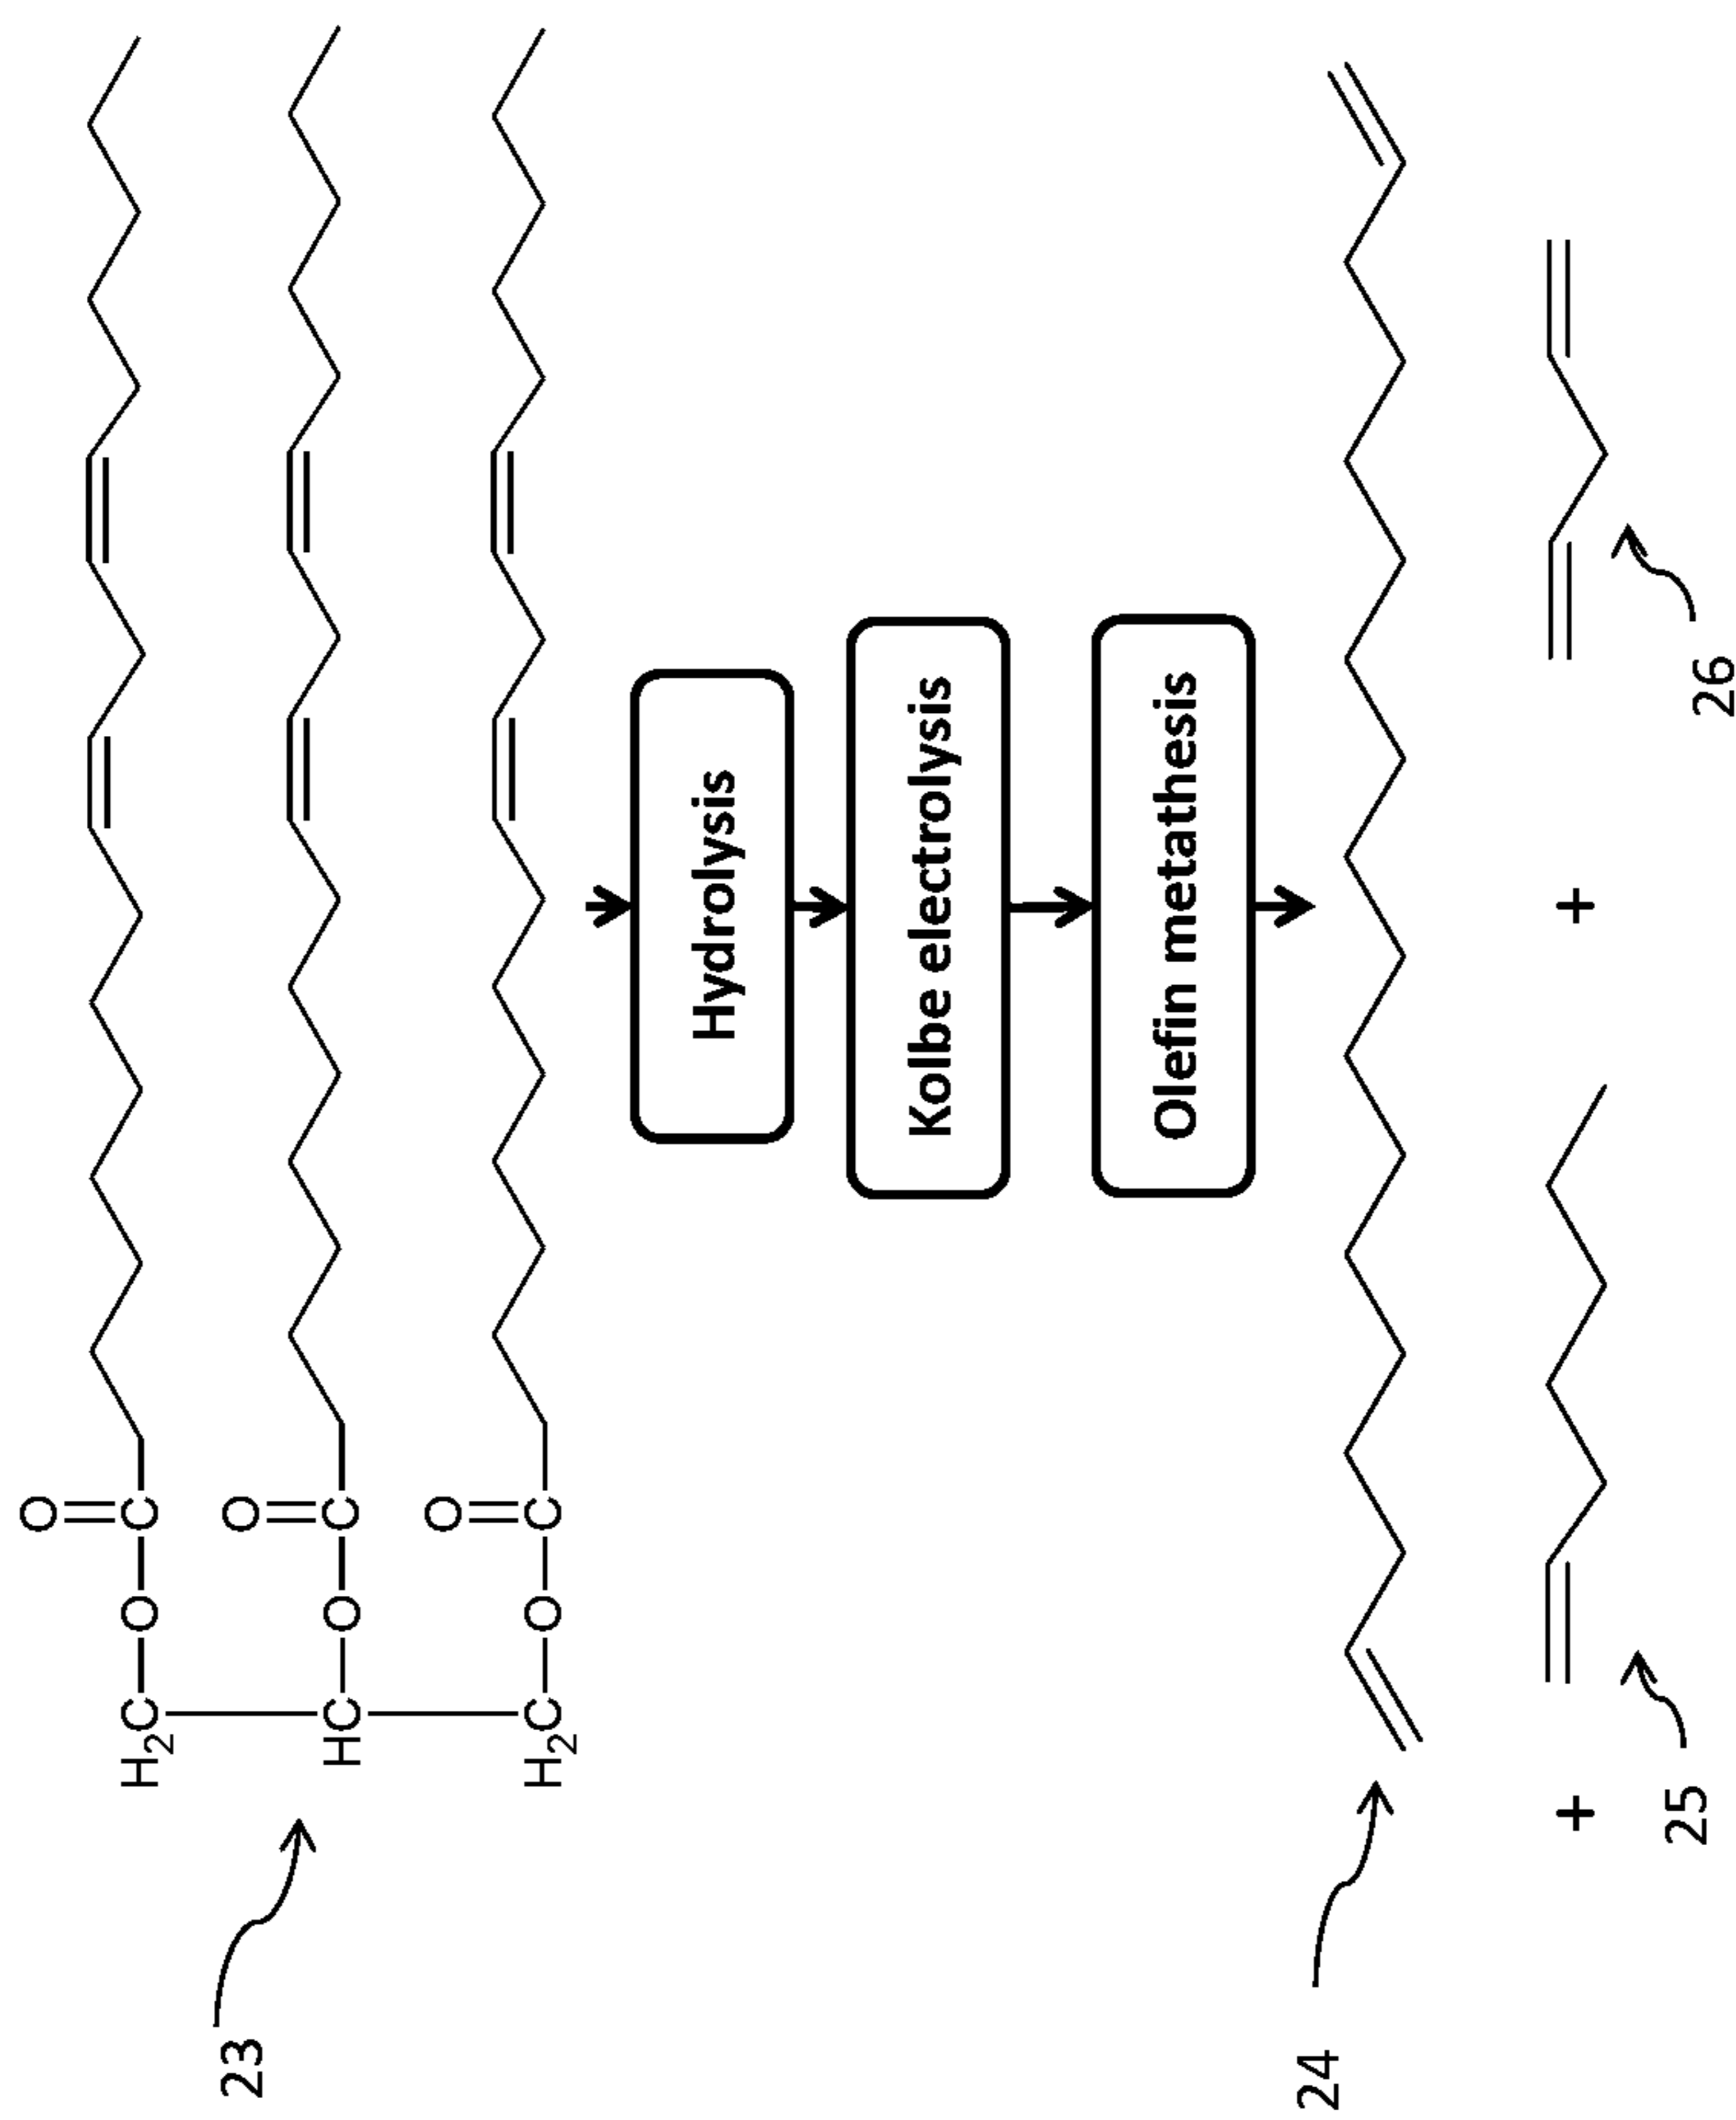 O
H2C—O—C
O
HC—O—C
O
H2C—O—C
23
Hydrolysis
Kolbe electrolysis
Olefin metathesis
24
+
+
25
26